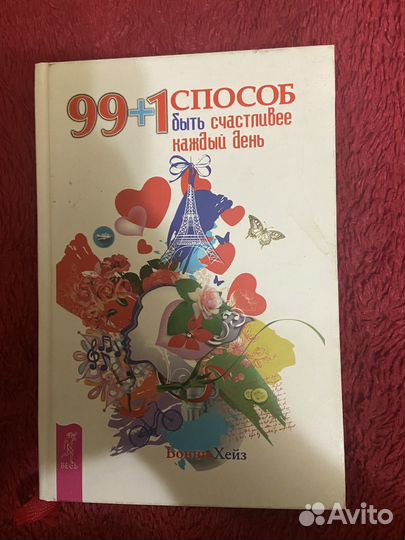 99+1 СПОСОБ
быть счастливее
каждый день
Бонни Хейз
ВЕСЬ
Avito